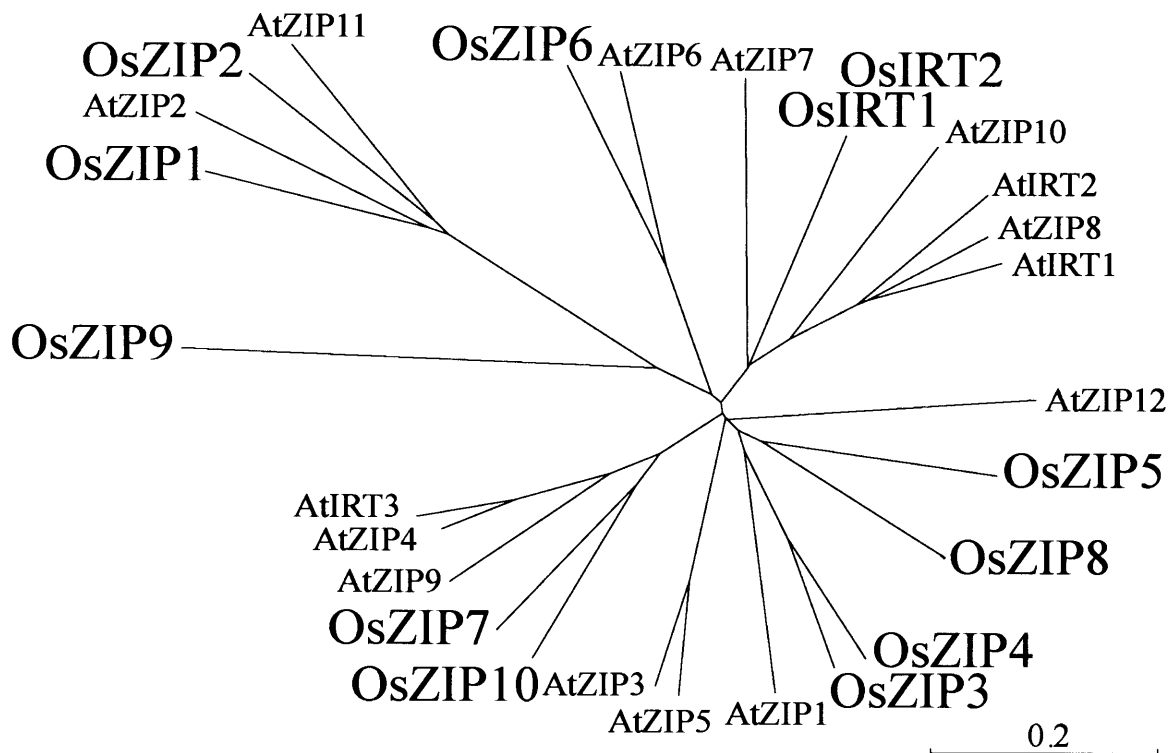 AtZIP11
OsZIP2
AtZIP2
OsZIP1
OsZIP6
AtZIP6
AtZIP7
OsIRT2
OsIRT1
AtZIP10
AtIRT2
AtZIP8
AtIRT1
OsZIP9
AtZIP12
OsZIP5
OsZIP8
AtIRT3
AtZIP4
AtZIP9
OsZIP7
OsZIP10
AtZIP3
AtZIP5
AtZIP1
OsZIP4
OsZIP3
0.2